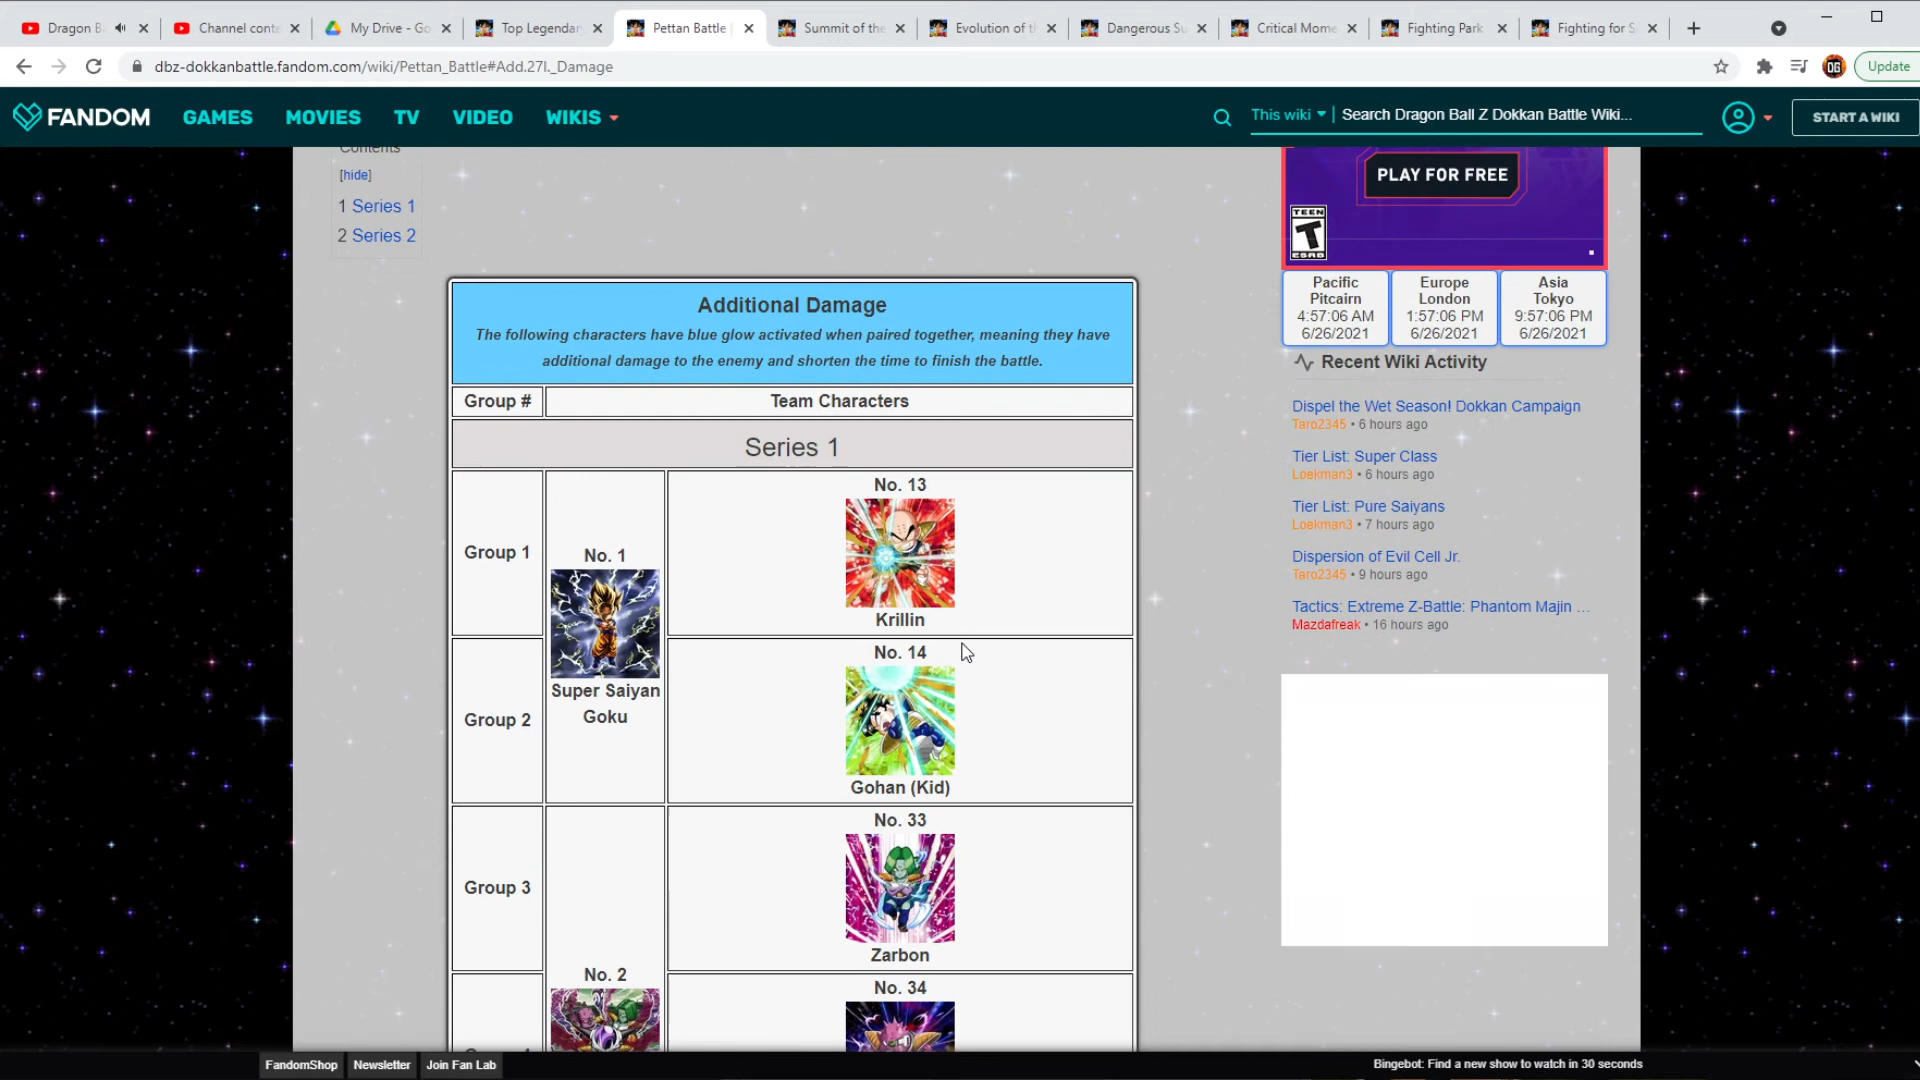 Dragon B
Channel conte
My Drive - Go
Top Legendar
Pettan Battle
Summit of the
Evolution of t
Dangerous Su
Critical Mome
Fighting Park
Fighting for S
dbz-dokkanbattle.fandom.com/wiki/Pettan_Battle#Add.27l._Damage
OG
Update
FANDOM
GAMES
MOVIES
TV
VIDEO
WIKIS
This wiki
Search Dragon Ball Z Dokkan Battle Wiki...
START A WIKI
Contents
[hide]
1 Series 1
2 Series 2
Additional Damage
The following characters have blue glow activated when paired together, meaning they have
additional damage to the enemy and shorten the time to finish the battle.
Group #
Team Characters
Series 1
Group 1
No. 1
Super Saiyan
Goku
No. 13
Krillin
Group 2
No. 14
Gohan (Kid)
Group 3
No. 33
Zarbon
No. 2
No. 34
PLAY FOR FREE
TEEN
T
ESRB
Pacific
Pitcairn
4:57:06 AM
6/26/2021
Europe
London
1:57:06 PM
6/26/2021
Asia
Tokyo
9:57:06 PM
6/26/2021
Recent Wiki Activity
Dispel the Wet Season! Dokkan Campaign
Taro2345 • 6 hours ago
Tier List: Super Class
Loekman3 • 6 hours ago
Tier List: Pure Saiyans
Loekman3 • 7 hours ago
Dispersion of Evil Cell Jr.
Taro2345 • 9 hours ago
Tactics: Extreme Z-Battle: Phantom Majin ...
Mazdafreak • 16 hours ago
FandomShop
Newsletter
Join Fan Lab
Bingebot: Find a new show to watch in 30 seconds